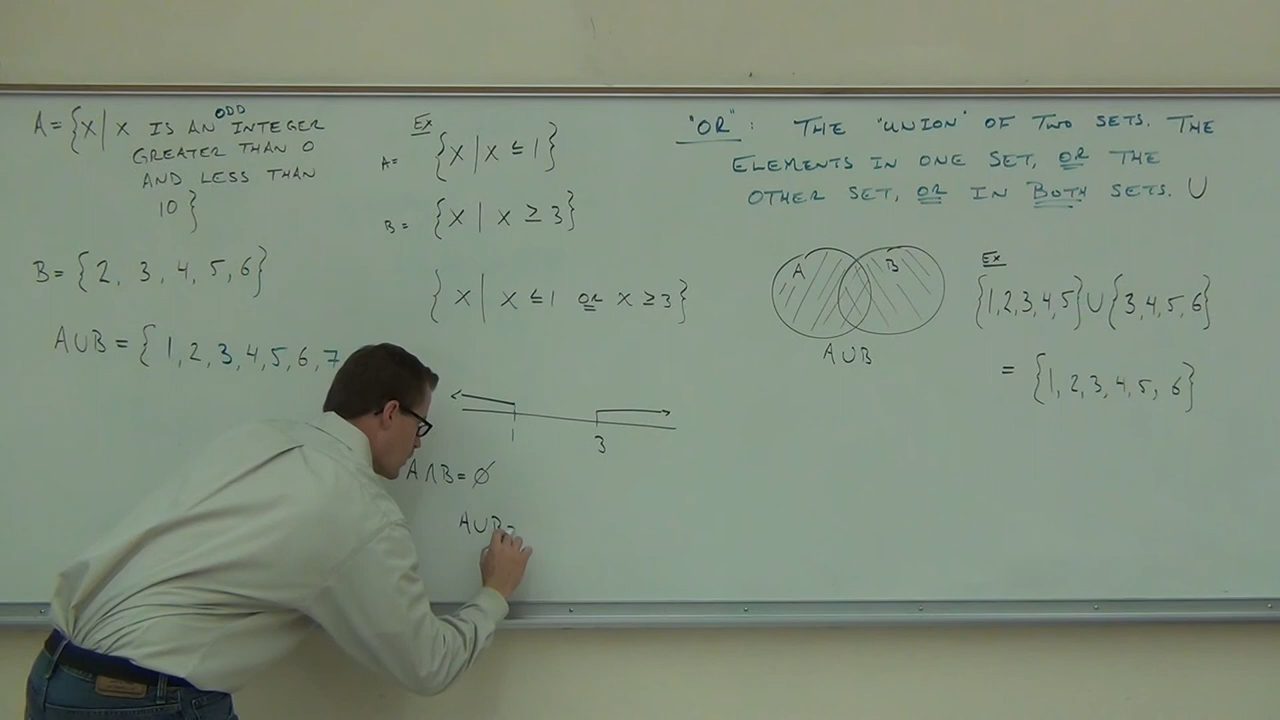 A = {X | X IS AN ODD INTEGER
GREATER THAN 0
AND LESS THAN
10}
B = {2, 3, 4, 5, 6}
A∪B = {1, 2, 3, 4, 5, 6, 7
Ex
A = {X | X ≤ 1}
B = {X | X ≥ 3}
{X | X ≤ 1 OR X ≥ 3}
1 3
A∩B = ∅
A∪B =
"OR": THE "UNION" OF TWO SETS. THE
ELEMENTS IN ONE SET, OR THE
OTHER SET, OR IN BOTH SETS. ∪
A B
A∪B
Ex
{1,2,3,4,5}∪{3,4,5,6}
= {1, 2, 3, 4, 5, 6}